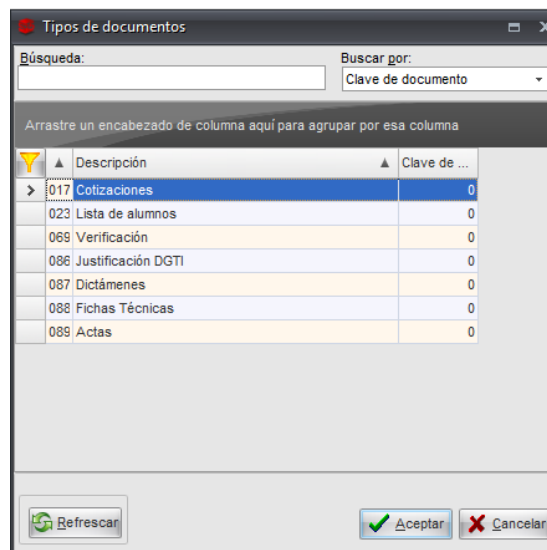 Tipos de documentos
Búsqueda: Buscar por:
Clave de documento
Arrastre un encabezado de columna aquí para agrupar por esa columna
Descripción Clave de ...
017 Cotizaciones 0
023 Lista de alumnos 0
069 Verificación 0
086 Justificación DGTI 0
087 Dictámenes 0
088 Fichas Técnicas 0
089 Actas 0
Refrescar Aceptar Cancelar